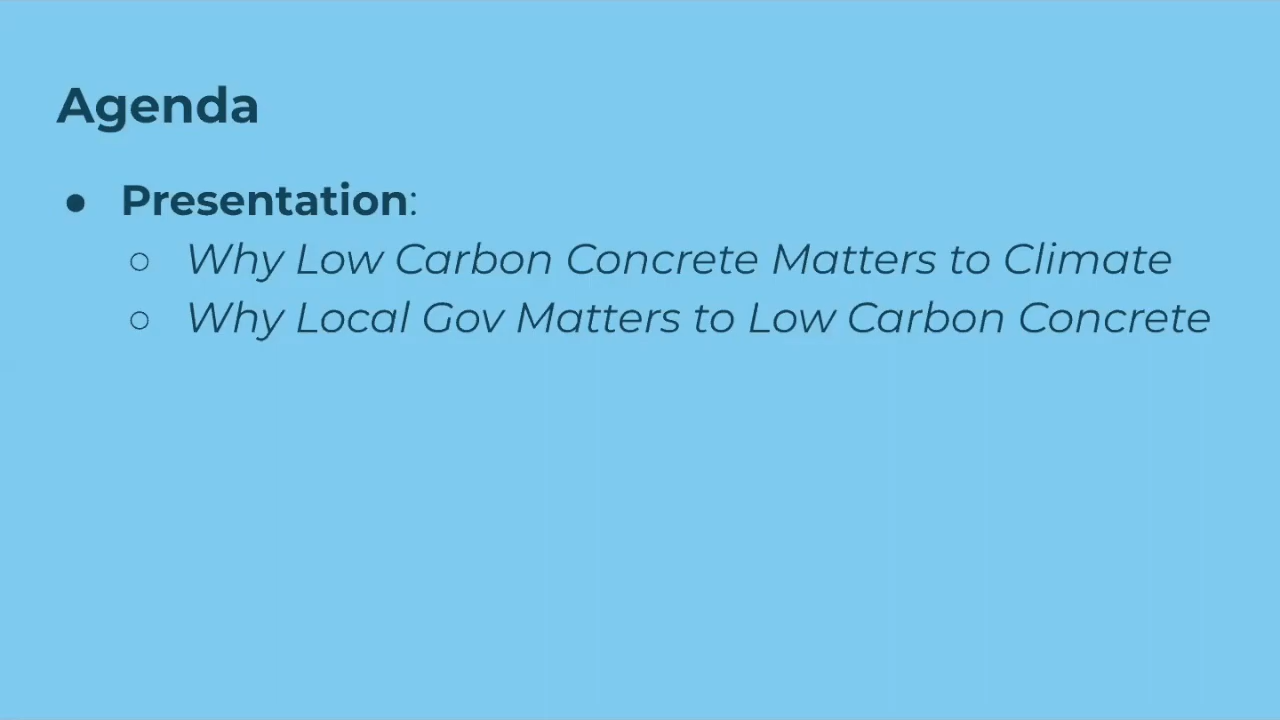 Agenda
● Presentation:
○ Why Low Carbon Concrete Matters to Climate
○ Why Local Gov Matters to Low Carbon Concrete